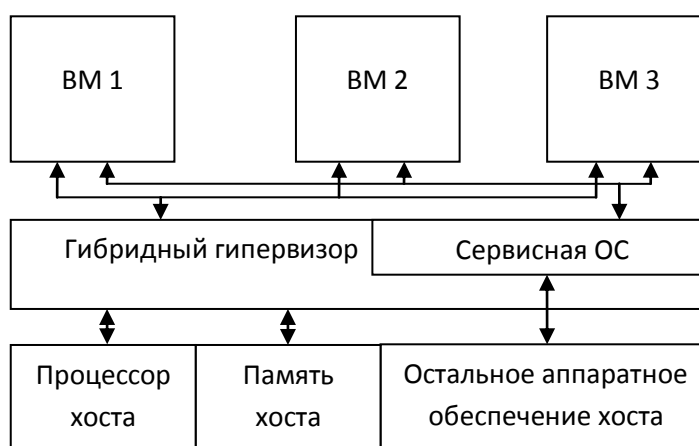 ВМ 1
ВМ 2
ВМ 3
Гибридный гипервизор
Сервисная ОС
Процессор
хоста
Память
хоста
Остальное аппаратное
обеспечение хоста